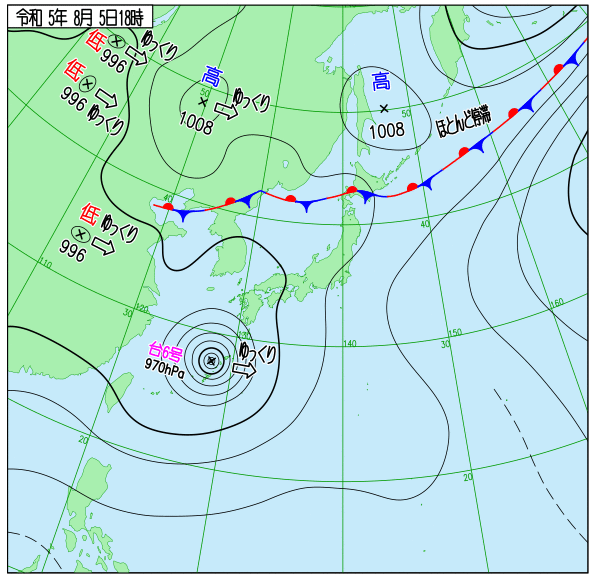 令和 5年 8月 5日18時
低
996
ゆっくり
低
996
ゆっくり
高
1008
ゆっくり
50
高
1008
ほとんど停滞
50
40
40
低
996
ゆっくり
110
120
30
130
台6号
970hPa
ゆっくり
140
30
150
160
20
20